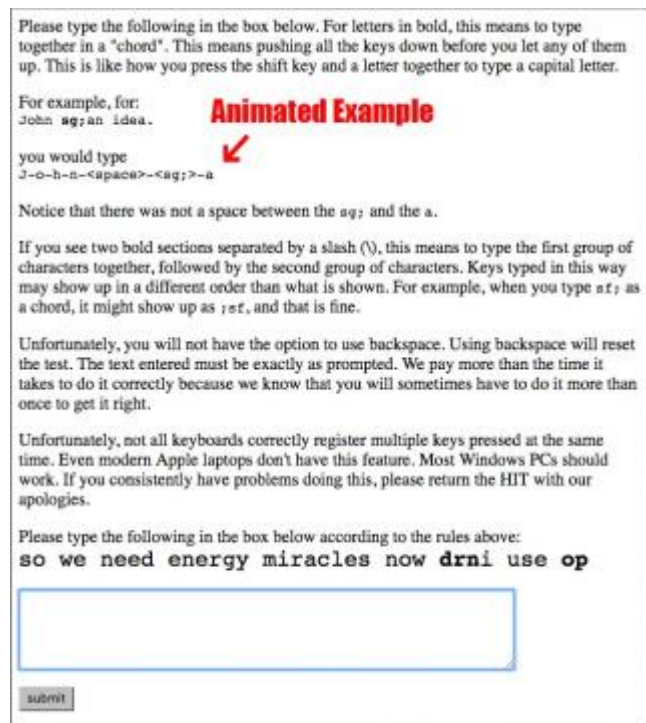 Please type the following in the box below. For letters in bold, this means to type
together in a "chord". This means pushing all the keys down before you let any of them
up. This is like how you press the shift key and a letter together to type a capital letter.
For example, for:
John sg;an idea.
Animated Example
you would type
J-o-h-n-<space>-<sg;>-a
Notice that there was not a space between the sg; and the a.
If you see two bold sections separated by a slash (\), this means to type the first group of
characters together, followed by the second group of characters. Keys typed in this way
may show up in a different order than what is shown. For example, when you type sf; as
a chord, it might show up as ;sf, and that is fine.
Unfortunately, you will not have the option to use backspace. Using backspace will reset
the test. The text entered must be exactly as prompted. We pay more than the time it
takes to do it correctly because we know that you will sometimes have to do it more than
once to get it right.
Unfortunately, not all keyboards correctly register multiple keys pressed at the same
time. Even modern Apple laptops don't have this feature. Most Windows PCs should
work. If you consistently have problems doing this, please return the HIT with our
apologies.
Please type the following in the box below according to the rules above:
so we need energy miracles now drni use op
submit